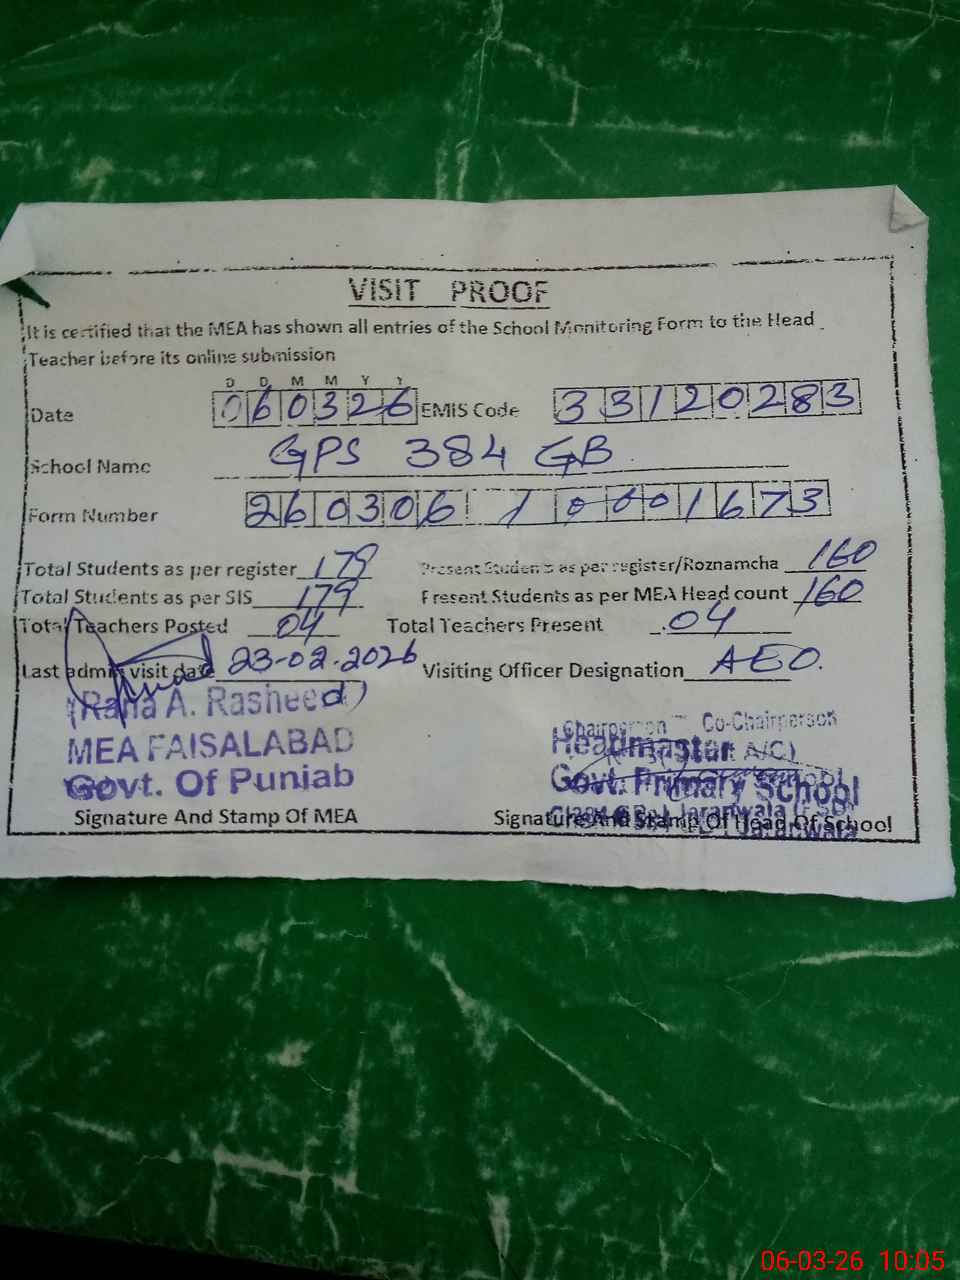 VISIT PROOF
It is certified that the MEA has shown all entries of the School Monitoring Form to the Head
Teacher before its online submission
D D M M Y Y
Date 060326 EMIS Code 33120283
School Name GPS 384 GB
Form Number 260306 1 0001673
Total Students as per register 179 Present Students as per register/Roznamcha 160
Total Students as per SIS 179 Present Students as per MEA Head count 160
Total Teachers Posted 04 Total Teachers Present 04
Last admin visit date 23-02-2026 Visiting Officer Designation AEO.
(Rana A. Rasheed)
MEA FAISALABAD
Govt. Of Punjab
Chairperson Co-Chairperson
Headmaster
Govt. Primary School
Jaranwala
Signature And Stamp Of MEA Signature And Stamp Of Head Of School
06-03-26 10:05